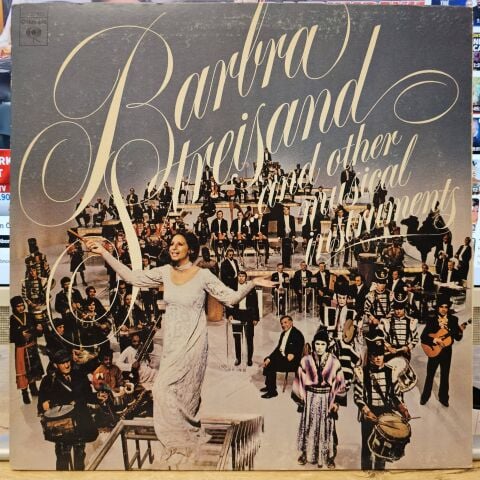 Barbra
Streisand
and other
musical
instruments